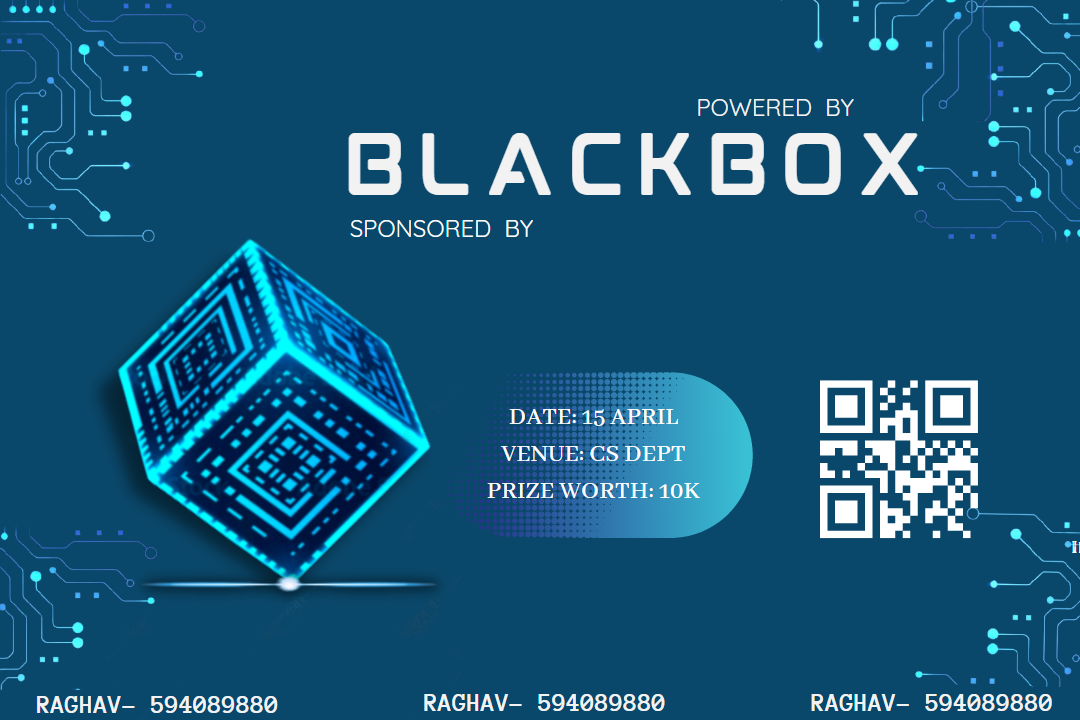 POWERED BY
BLACKBOX
SPONSORED BY
DATE: 15 APRIL
VENUE: CS DEPT
PRIZE WORTH: 10K
RAGHAV- 594089880
RAGHAV- 594089880
RAGHAV- 594089880